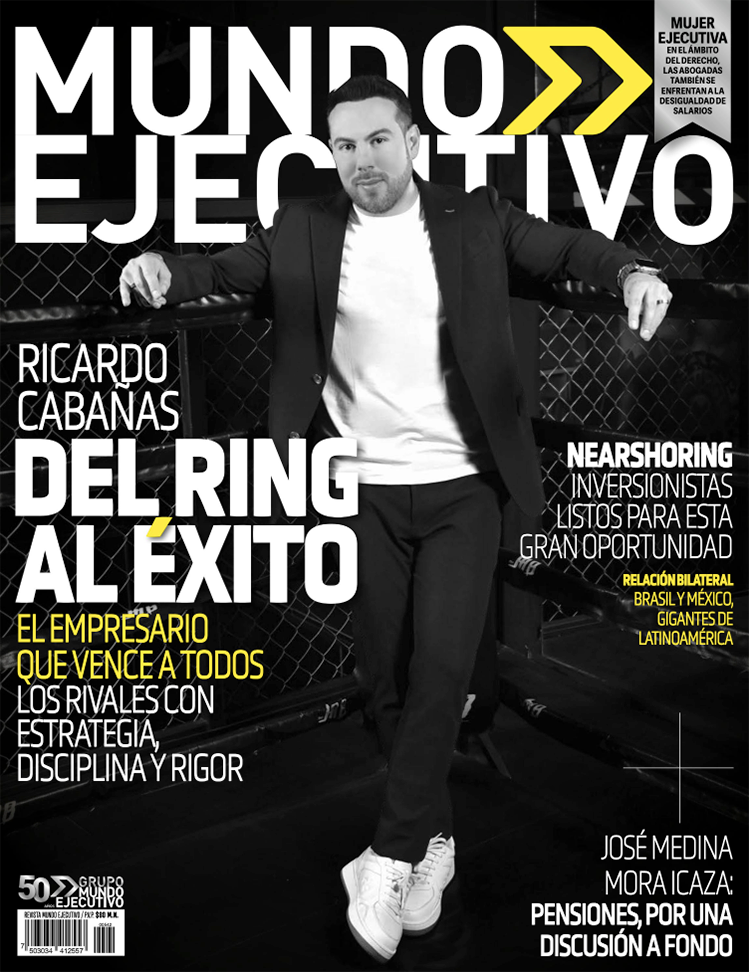 MUNDO
EJECUTIVO
MUJER
EJECUTIVA
EN EL ÁMBITO
DEL DERECHO,
LAS ABOGADAS
TAMBIÉN SE
ENFRENTAN A LA
DESIGUALDAD DE
SALARIOS
RICARDO
CABAÑAS
DEL RING
AL ÉXITO
EL EMPRESARIO
QUE VENCE A TODOS
LOS RIVALES CON
ESTRATEGIA,
DISCIPLINA Y RIGOR
NEARSHORING
INVERSIONISTAS
LISTOS PARA ESTA
GRAN OPORTUNIDAD
RELACIÓN BILATERAL
BRASIL Y MÉXICO,
GIGANTES DE
LATINOAMÉRICA
JOSÉ MEDINA
MORA ICAZA:
PENSIONES, POR UNA
DISCUSIÓN A FONDO
50 AÑOS
GRUPO
MUNDO
EJECUTIVO
REVISTA MUNDO EJECUTIVO / P.V.P. $80 M.N.
7 503034 412557